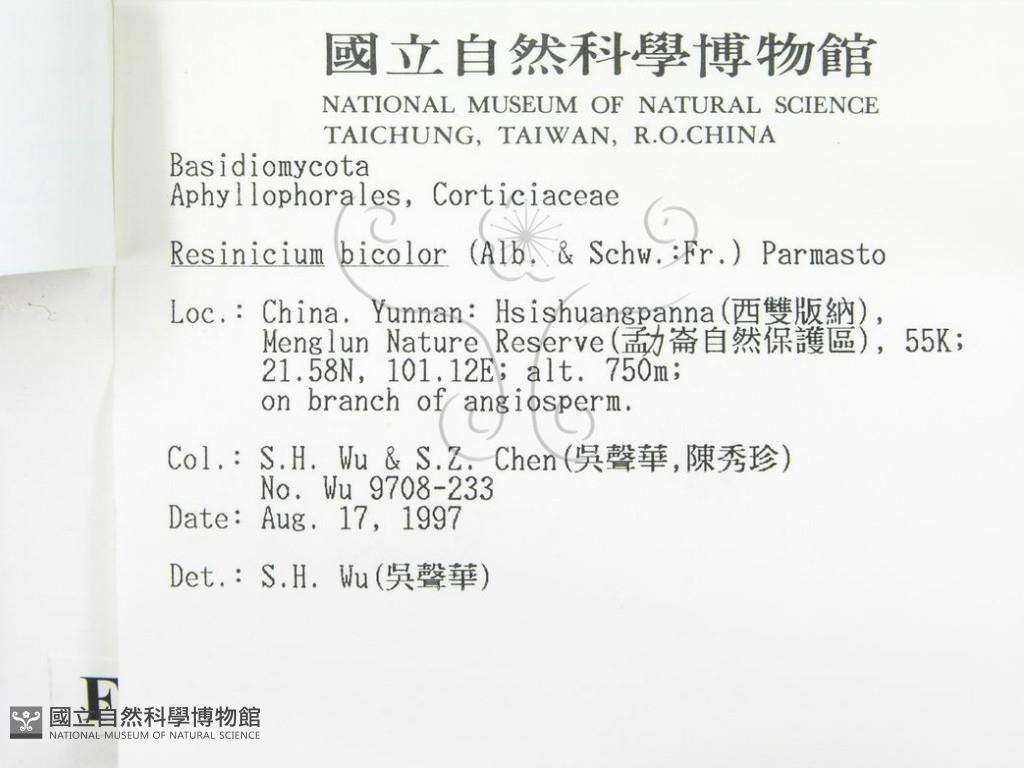 國立自然科學博物館
NATIONAL MUSEUM OF NATURAL SCIENCE
TAICHUNG, TAIWAN, R.O.CHINA
Basidiomycota
Aphyllophorales, Corticiaceae
Resinicium bicolor (Alb. & Schw.:Fr.) Parmasto
Loc.: China. Yunnan: Hsishuangpanna(西雙版納),
Menglun Nature Reserve(勐崙自然保護區), 55K;
21.58N, 101.12E; alt. 750m;
on branch of angiosperm.
Col.: S.H. Wu & S.Z. Chen(吳聲華,陳秀珍)
No. Wu 9708-233
Date: Aug. 17, 1997
Det.: S.H. Wu(吳聲華)
F
國立自然科學博物館
NATIONAL MUSEUM OF NATURAL SCIENCE